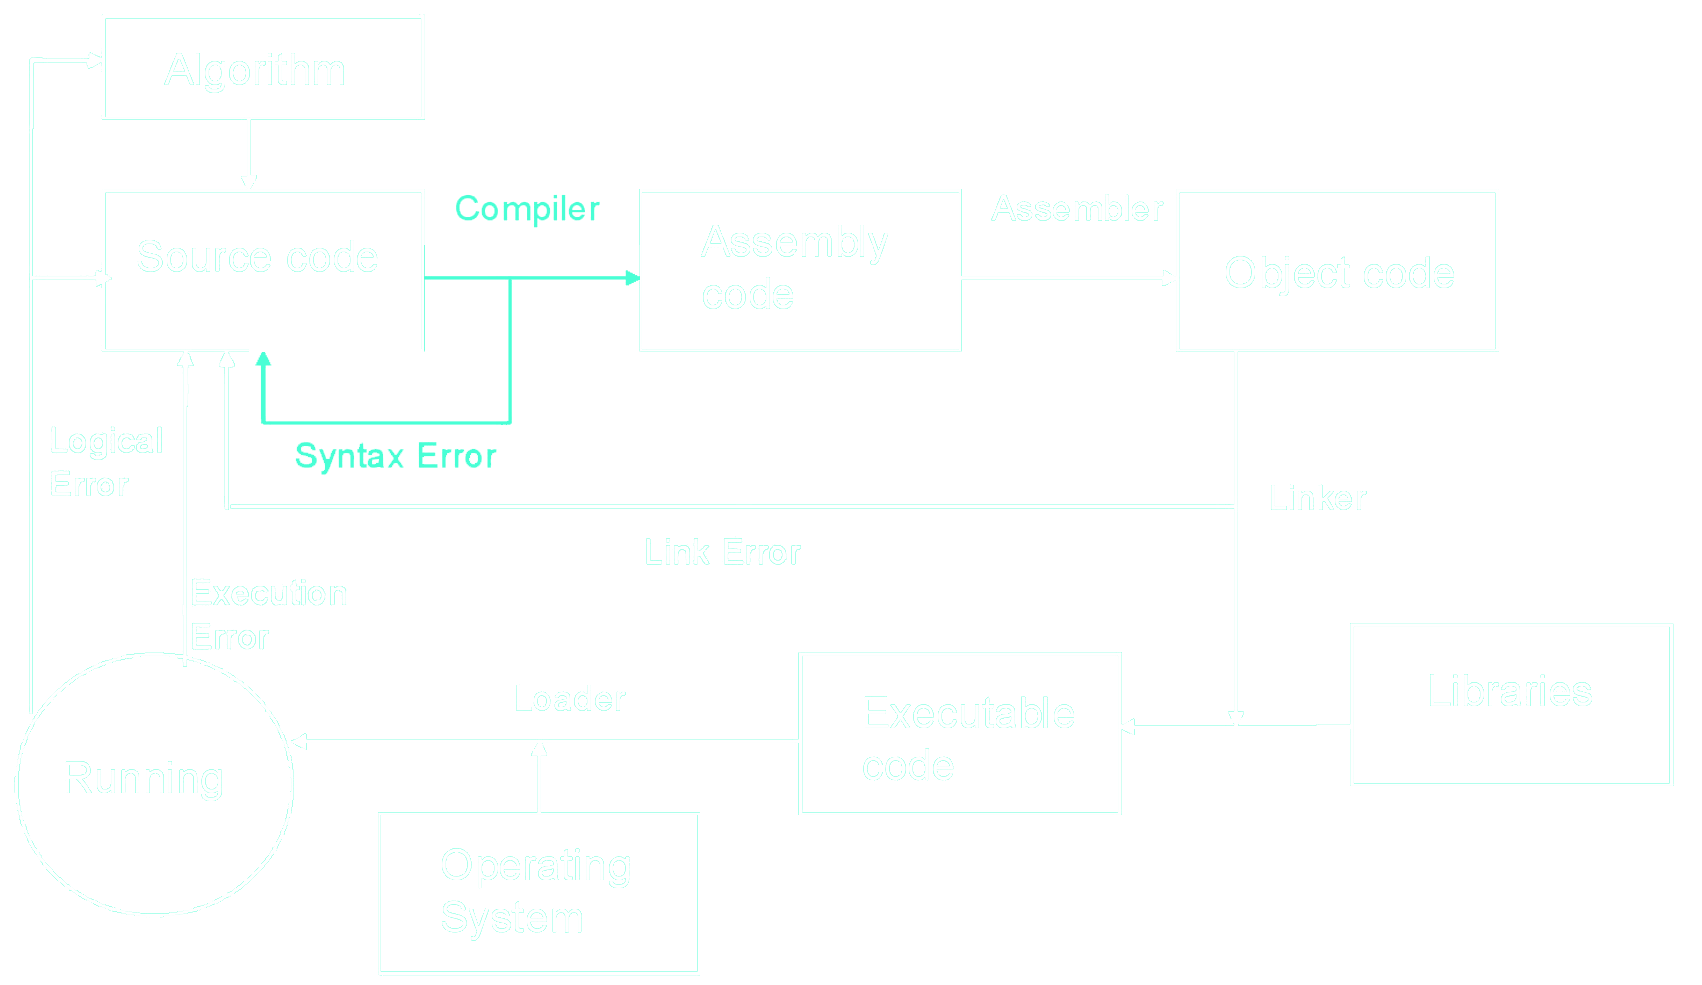 Algorithm
Compiler
Assembler
Source code
Assembly
code
Object code
Logical
Error
Syntax Error
Linker
Link Error
Execution
Error
Loader
Executable
code
Libraries
Running
Operating
System